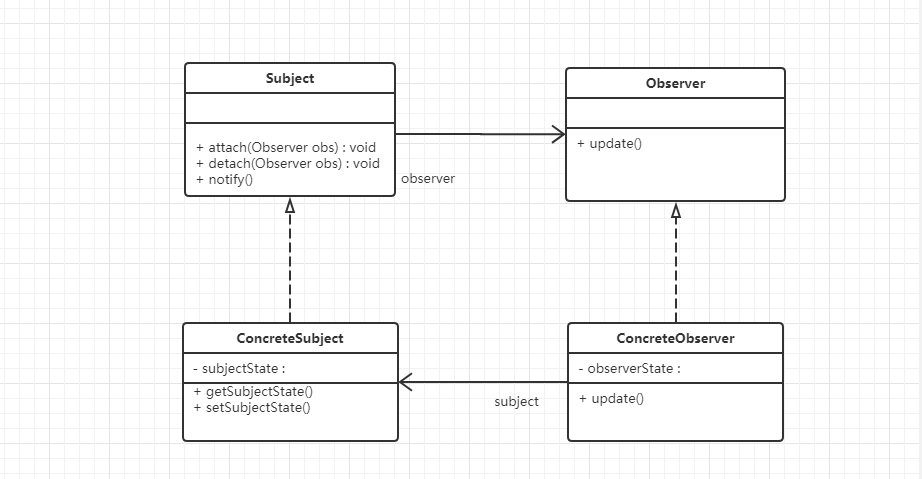 Subject
+ attach(Observer obs) : void
+ detach(Observer obs) : void
+ notify()
Observer
+ update()
observer
ConcreteSubject
- subjectState :
+ getSubjectState()
+ setSubjectState()
ConcreteObserver
- observerState :
+ update()
subject